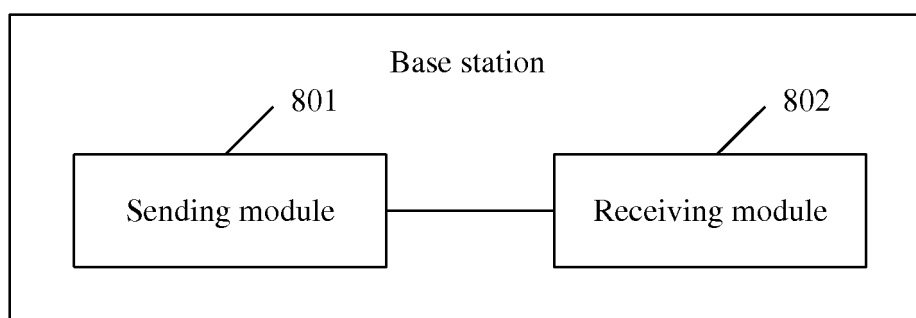 Base station
801
802
Sending module
Receiving module